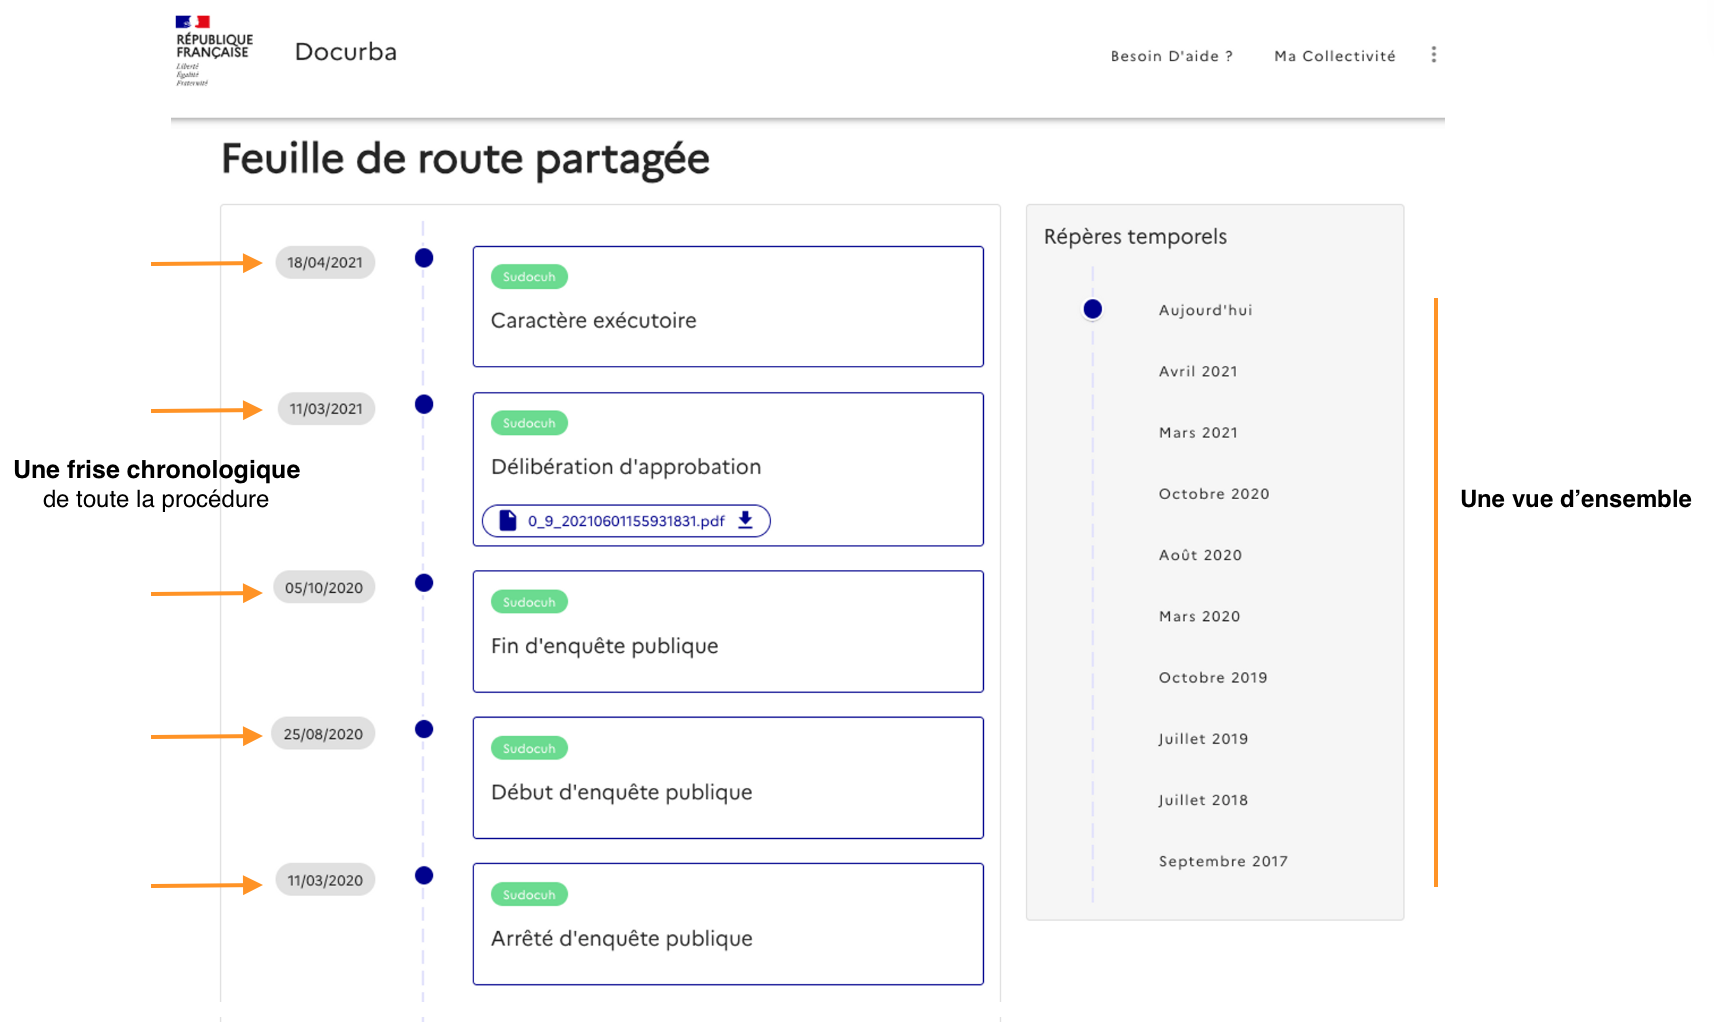 RÉPUBLIQUE
FRANÇAISE
Liberté
Égalité
Fraternité
Docurba
Besoin D'aide ?
Ma Collectivité
Feuille de route partagée
18/04/2021
Sudocuh
Caractère exécutoire
11/03/2021
Sudocuh
Délibération d'approbation
0_9_20210601155931831.pdf
Une frise chronologique
de toute la procédure
05/10/2020
Sudocuh
Fin d'enquête publique
25/08/2020
Sudocuh
Début d'enquête publique
11/03/2020
Sudocuh
Arrêté d'enquête publique
Répères temporels
Aujourd'hui
Avril 2021
Mars 2021
Octobre 2020
Août 2020
Mars 2020
Octobre 2019
Juillet 2019
Juillet 2018
Septembre 2017
Une vue d’ensemble